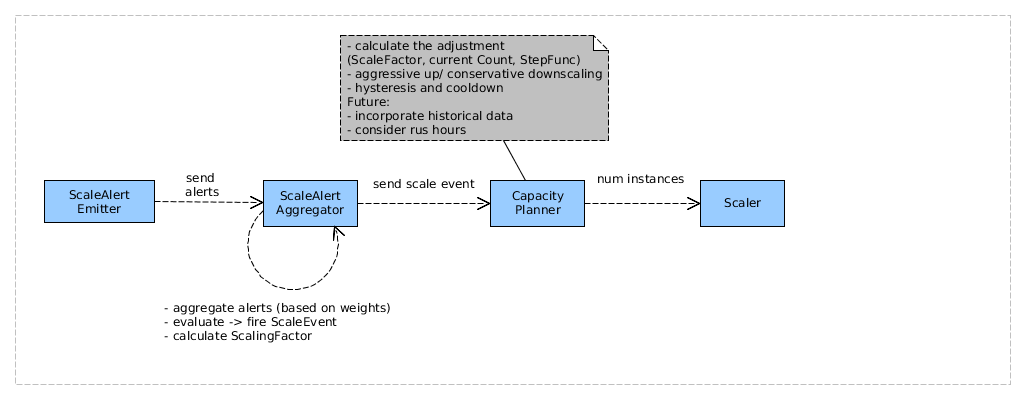 - calculate the adjustment
(ScaleFactor, current Count, StepFunc)
- aggressive up/ conservative downscaling
- hysteresis and cooldown
Future:
- incorporate historical data
- consider rus hours
send
alerts
send scale event
num instances
ScaleAlert
Emitter
ScaleAlert
Aggregator
Capacity
Planner
Scaler
- aggregate alerts (based on weights)
- evaluate -> fire ScaleEvent
- calculate ScalingFactor